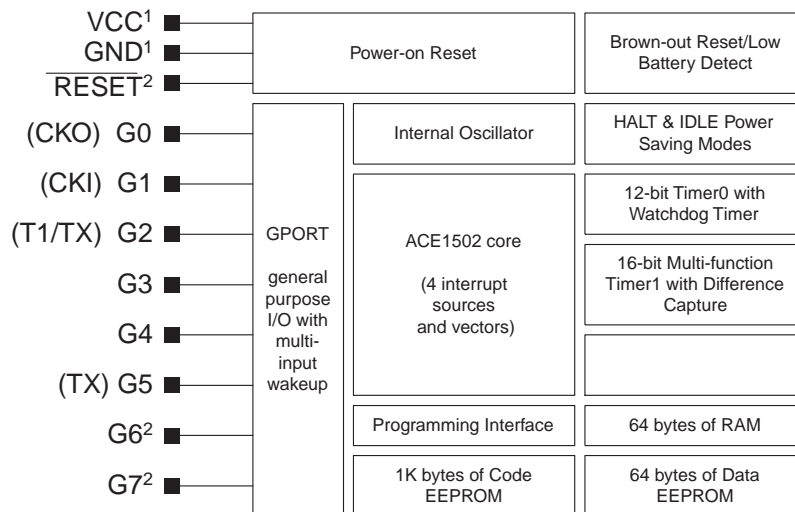 VCC¹
GND¹
RESET²
(CKO) G0
(CKI) G1
(T1/TX) G2
G3
G4
(TX) G5
G6²
G7²
Power-on Reset
Brown-out Reset/Low
Battery Detect
GPORT
general
purpose
I/O with
multi-
input
wakeup
Internal Oscillator
HALT & IDLE Power
Saving Modes
ACE1502 core
(4 interrupt
sources
and vectors)
12-bit Timer0 with
Watchdog Timer
16-bit Multi-function
Timer1 with Difference
Capture
Programming Interface
64 bytes of RAM
1K bytes of Code
EEPROM
64 bytes of Data
EEPROM